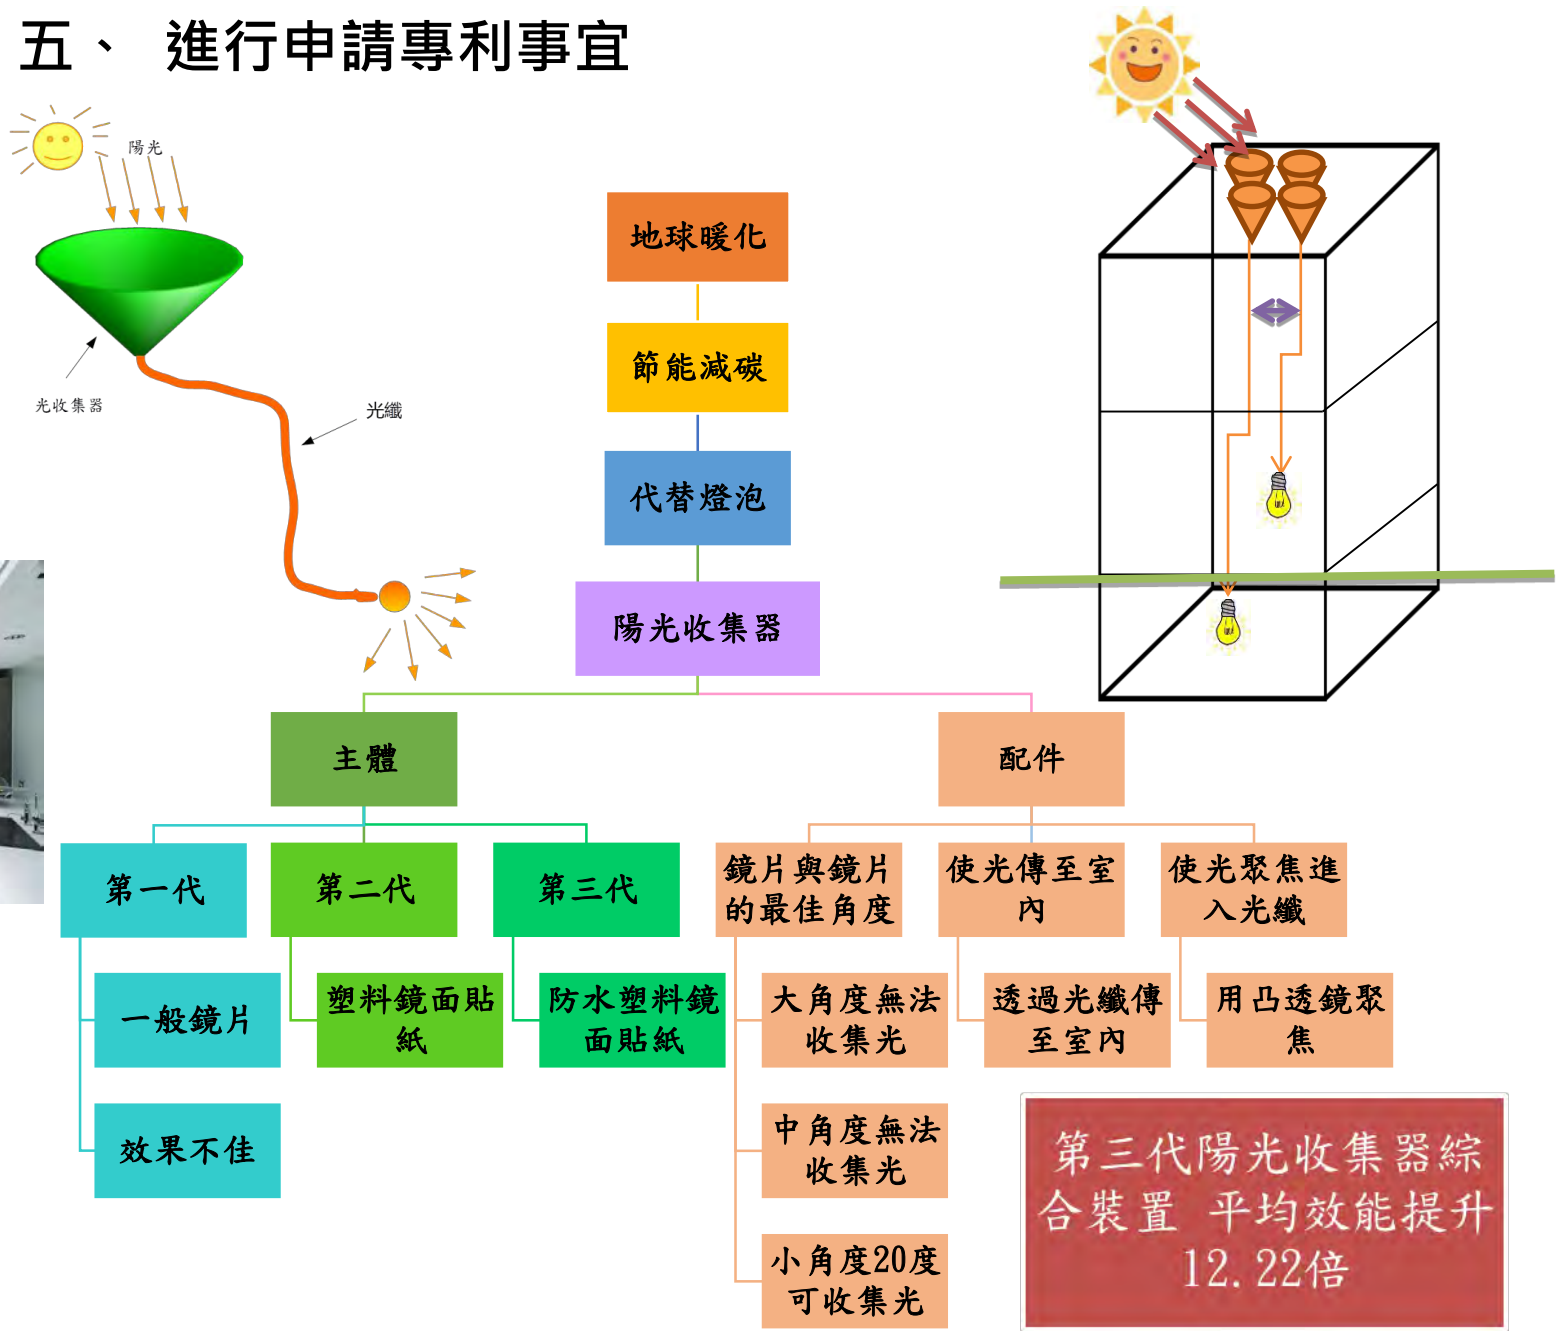 五、 進行申請專利事宜
陽光
光收集器
光纖
地球暖化
節能減碳
代替燈泡
陽光收集器
主體
配件
第一代
第二代
第三代
鏡片與鏡片
的最佳角度
使光傳至室
內
使光聚焦進
入光纖
一般鏡片
塑料鏡面貼
紙
防水塑料鏡
面貼紙
大角度無法
收集光
透過光纖傳
至室內
用凸透鏡聚
焦
效果不佳
中角度無法
收集光
小角度20度
可收集光
第三代陽光收集器綜
合裝置 平均效能提升
12.22倍